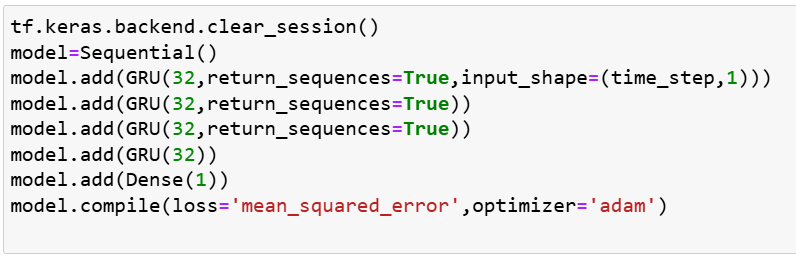 tf.keras.backend.clear_session()
model=Sequential()
model.add(GRU(32,return_sequences=True,input_shape=(time_step,1)))
model.add(GRU(32,return_sequences=True))
model.add(GRU(32,return_sequences=True))
model.add(GRU(32))
model.add(Dense(1))
model.compile(loss='mean_squared_error',optimizer='adam')